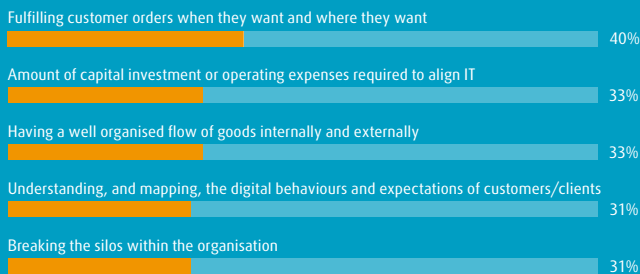 Fulfilling customer orders when they want and where they want
40%
Amount of capital investment or operating expenses required to align IT
33%
Having a well organised flow of goods internally and externally
33%
Understanding, and mapping, the digital behaviours and expectations of customers/clients
31%
Breaking the silos within the organisation
31%